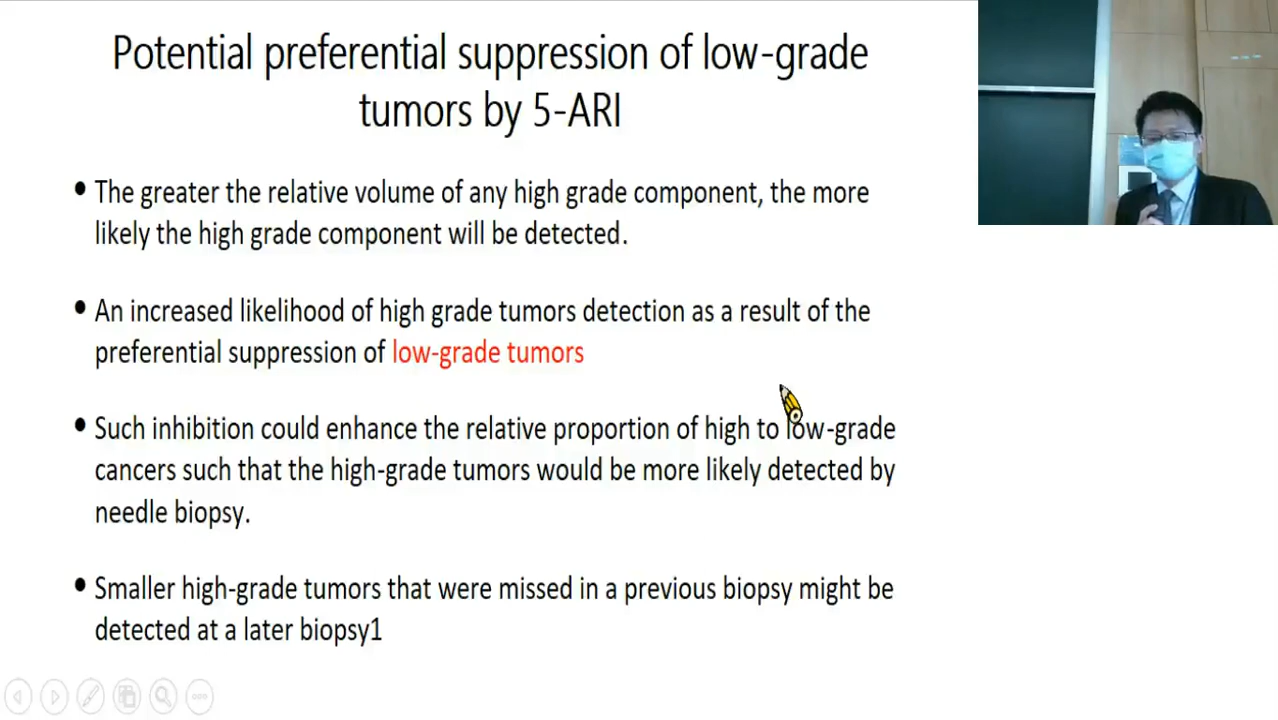 Potential preferential suppression of low-grade
tumors by 5-ARI
• The greater the relative volume of any high grade component, the more
likely the high grade component will be detected.
• An increased likelihood of high grade tumors detection as a result of the
preferential suppression of low-grade tumors
• Such inhibition could enhance the relative proportion of high to low-grade
cancers such that the high-grade tumors would be more likely detected by
needle biopsy.
• Smaller high-grade tumors that were missed in a previous biopsy might be
detected at a later biopsy1